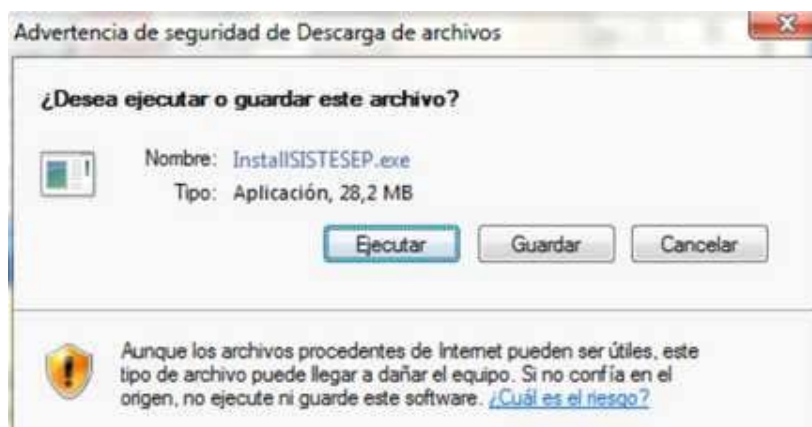 Advertencia de seguridad de Descarga de archivos
¿Desea ejecutar o guardar este archivo?
Nombre: InstallSISTESEP.exe
Tipo: Aplicación, 28,2 MB
Ejecutar Guardar Cancelar
Aunque los archivos procedentes de Internet pueden ser útiles, este
tipo de archivo puede llegar a dañar el equipo. Si no confía en el
origen, no ejecute ni guarde este software. ¿Cuál es el riesgo?